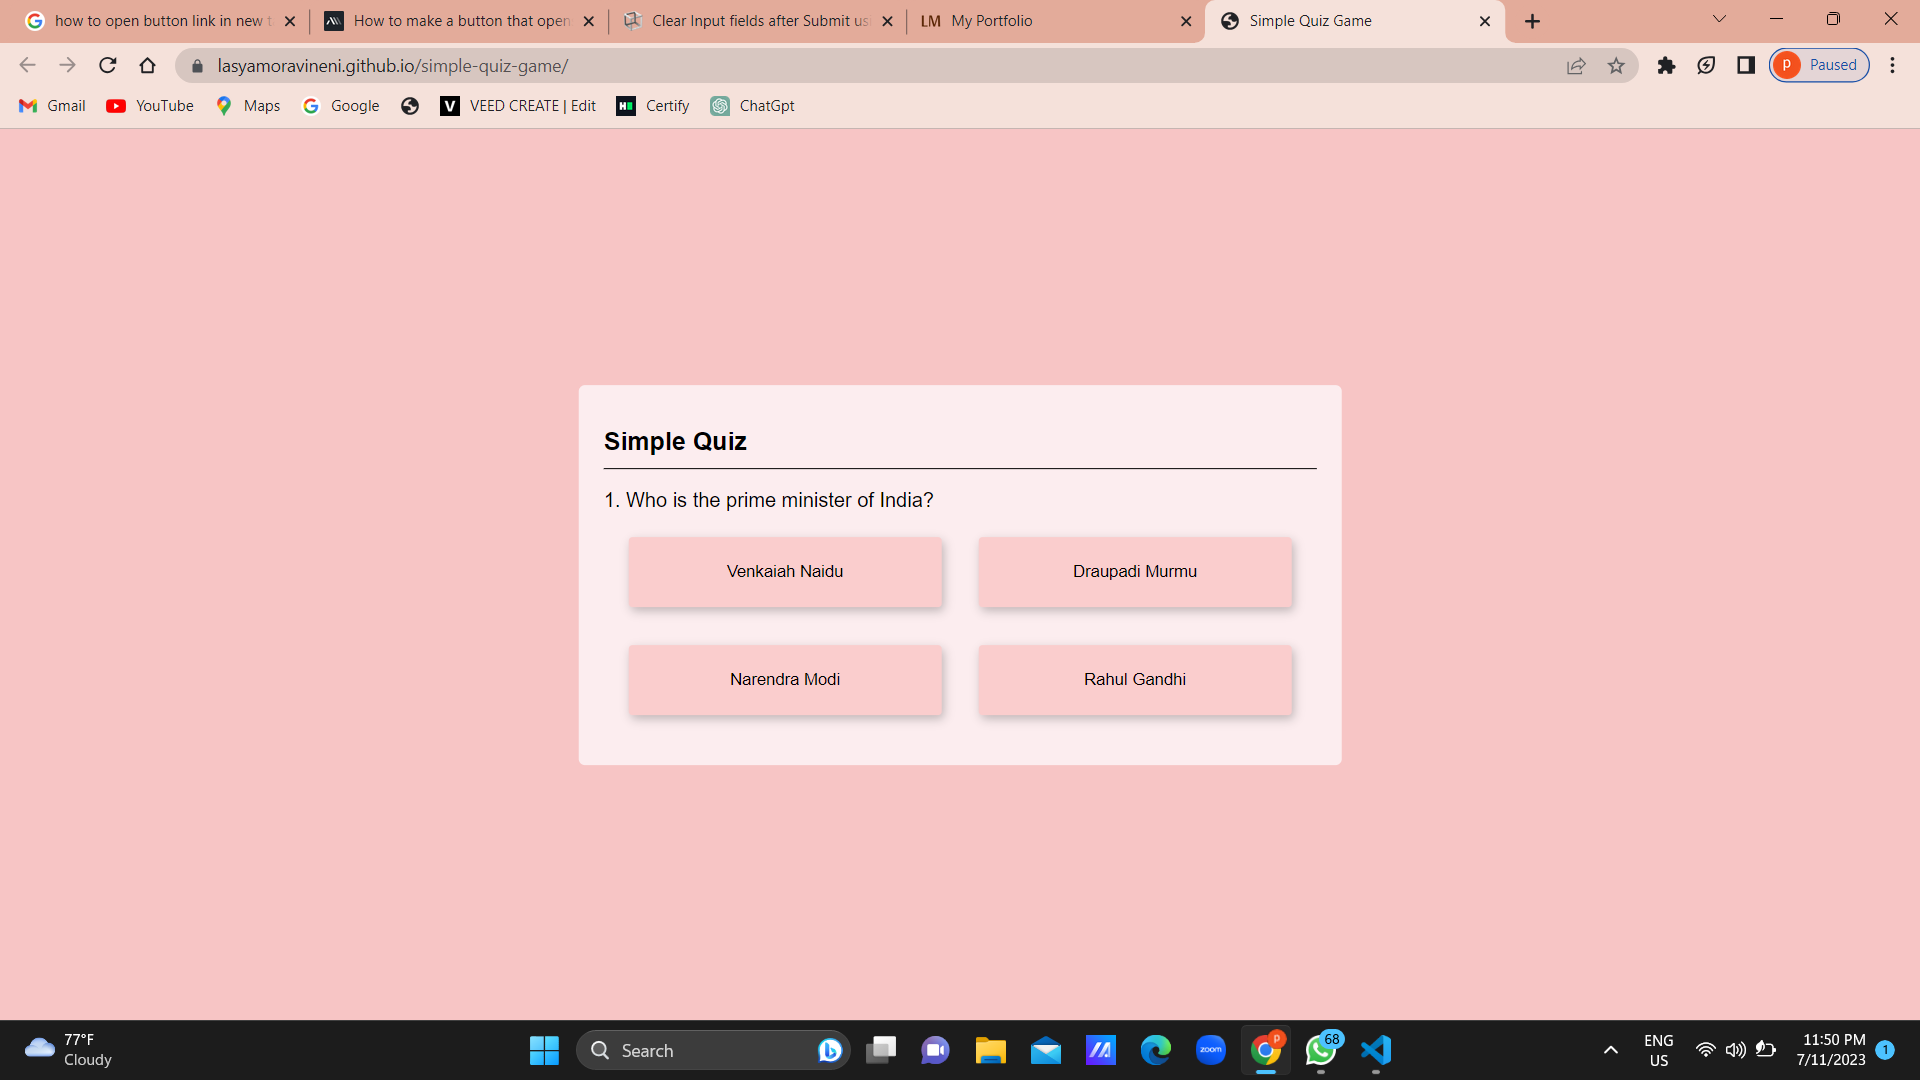 how to open button link in new
How to make a button that open
Clear Input fields after Submit us
LM My Portfolio
Simple Quiz Game
lasyamoravineni.github.io/simple-quiz-game/
P Paused
Gmail
YouTube
Maps
Google
V VEED CREATE | Edit
Certify
ChatGpt
Simple Quiz
1. Who is the prime minister of India?
Venkaiah Naidu
Draupadi Murmu
Narendra Modi
Rahul Gandhi
77°F
Cloudy
Search
zoom
P
68
ENG
US
11:50 PM
7/11/2023
1